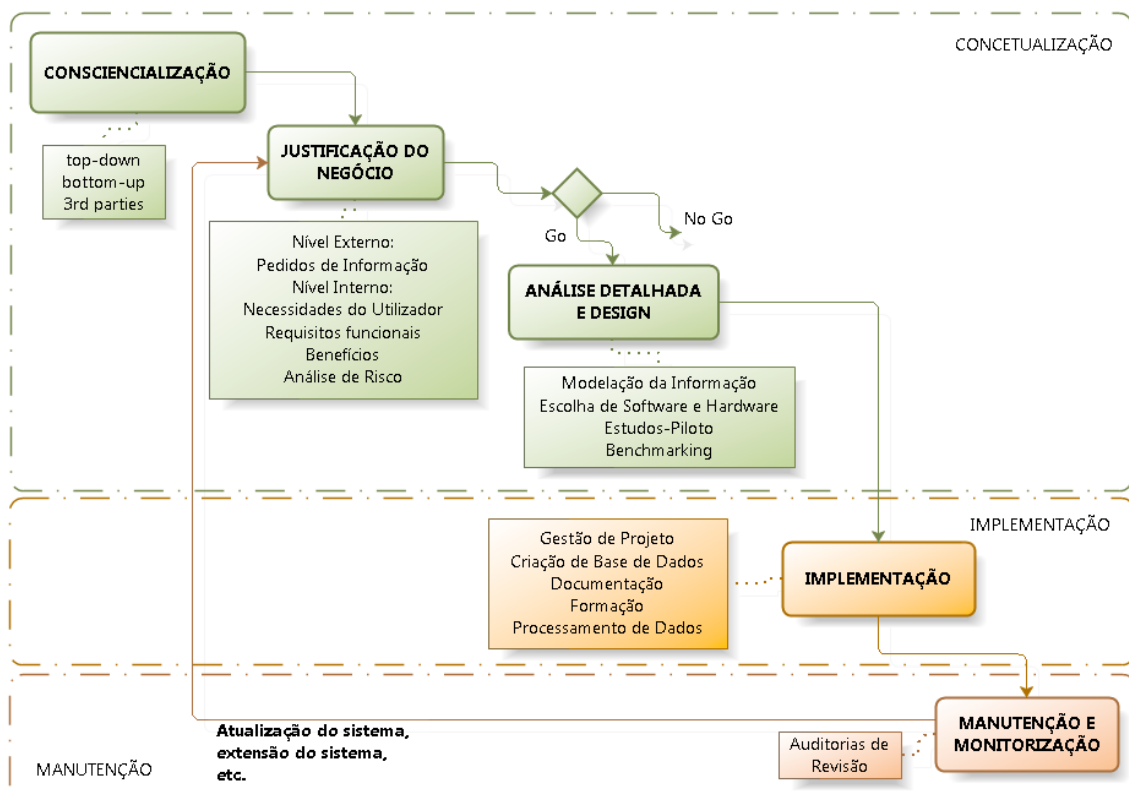 CONCETUALIZAÇÃO
CONSCIENCIALIZAÇÃO
top-down
bottom-up
3rd parties
JUSTIFICAÇÃO DO
NEGÓCIO
Nível Externo:
Pedidos de Informação
Nível Interno:
Necessidades do Utilizador
Requisitos funcionais
Benefícios
Análise de Risco
No Go
Go
ANÁLISE DETALHADA
E DESIGN
Modelação da Informação
Escolha de Software e Hardware
Estudos-Piloto
Benchmarking
IMPLEMENTAÇÃO
Gestão de Projeto
Criação de Base de Dados
Documentação
Formação
Processamento de Dados
IMPLEMENTAÇÃO
MANUTENÇÃO E
MONITORIZAÇÃO
Auditorias de
Revisão
Atualização do sistema,
extensão do sistema,
etc.
MANUTENÇÃO